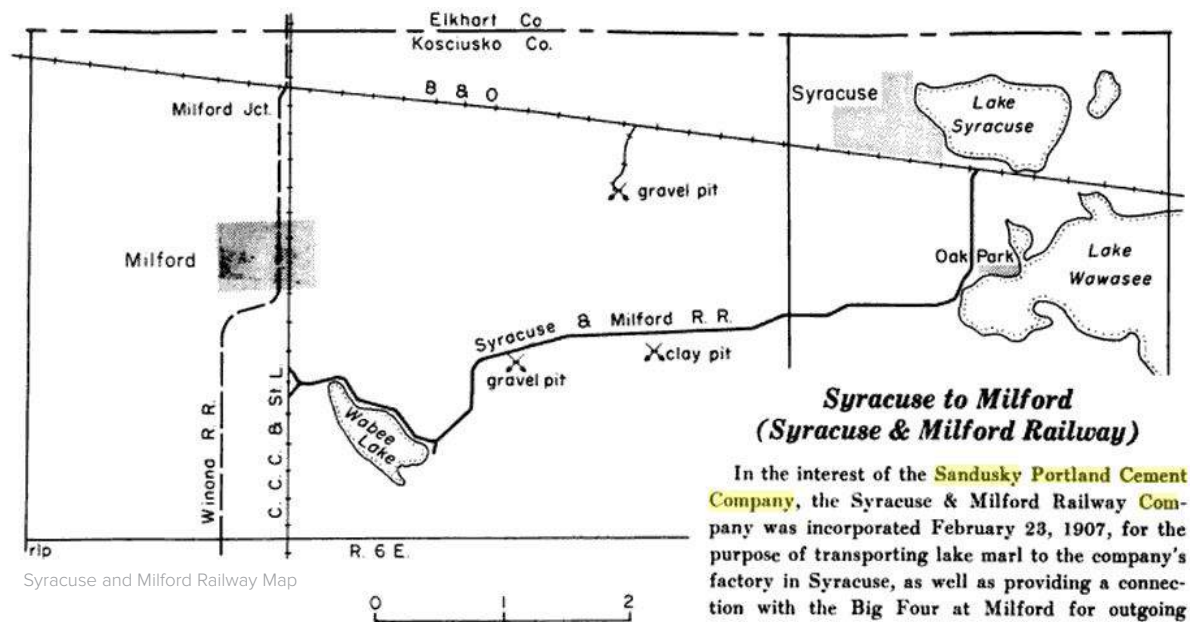 Elkhart Co
Kosciusko Co.
B & O
Milford Jct.
Syracuse
Lake
Syracuse
gravel pit
Milford
Oak Park
Lake
Wawasee
Syracuse & Milford R. R.
clay pit
gravel pit
Wabee
Lake
Winona R R.
C. C. C. & St. L.
rlp
R. 6 E.
Syracuse and Milford Railway Map
0 1 2
Syracuse to Milford
(Syracuse & Milford Railway)
In the interest of the Sandusky Portland Cement
Company, the Syracuse & Milford Railway Com-
pany was incorporated February 23, 1907, for the
purpose of transporting lake marl to the company's
factory in Syracuse, as well as providing a connec-
tion with the Big Four at Milford for outgoing